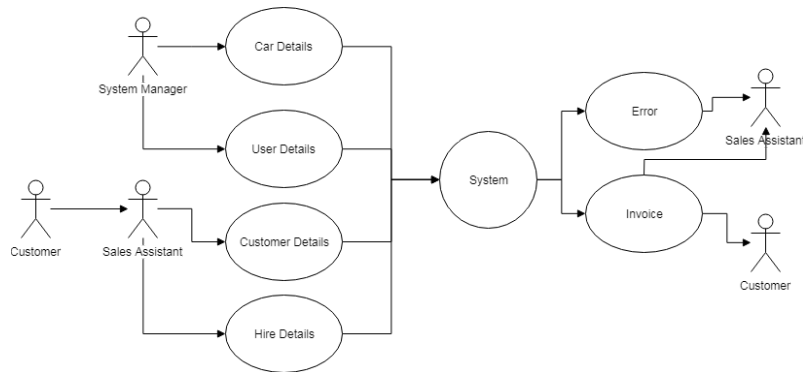 Car Details
System Manager
User Details
Customer
Sales Assistant
Customer Details
Hire Details
System
Error
Sales Assistant
Invoice
Customer